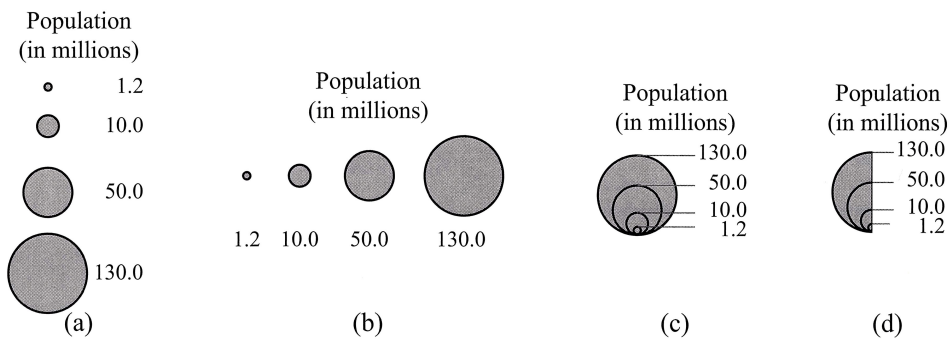 Population
(in millions)
1.2
10.0
50.0
130.0
(a)
Population
(in millions)
1.2 10.0 50.0 130.0
(b)
Population
(in millions)
130.0
50.0
10.0
1.2
(c)
Population
(in millions)
130.0
50.0
10.0
1.2
(d)